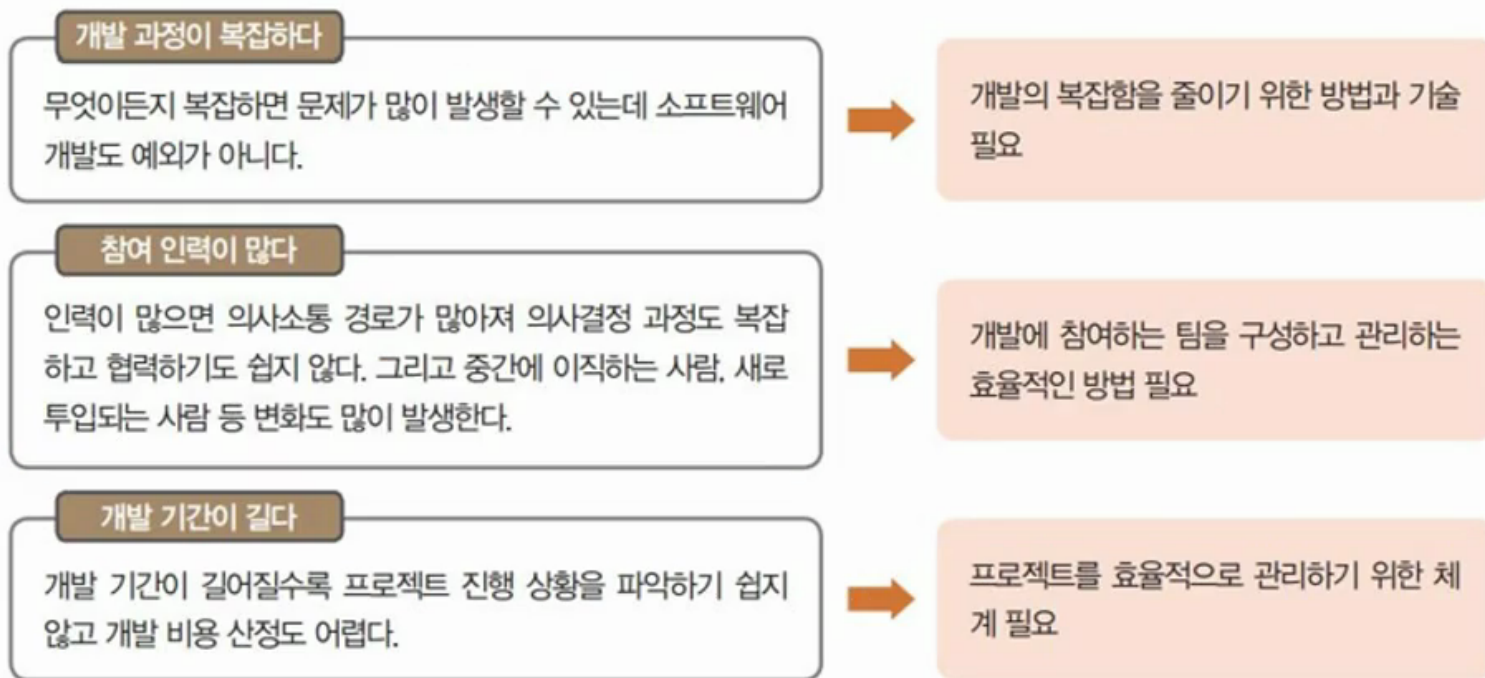 개발 과정이 복잡하다
무엇이든지 복잡하면 문제가 많이 발생할 수 있는데 소프트웨어
개발도 예외가 아니다.
개발의 복잡함을 줄이기 위한 방법과 기술
필요
참여 인력이 많다
인력이 많으면 의사소통 경로가 많아져 의사결정 과정도 복잡
하고 협력하기도 쉽지 않다. 그리고 중간에 이직하는 사람, 새로
투입되는 사람 등 변화도 많이 발생한다.
개발에 참여하는 팀을 구성하고 관리하는
효율적인 방법 필요
개발 기간이 길다
개발 기간이 길어질수록 프로젝트 진행 상황을 파악하기 쉽지
않고 개발 비용 산정도 어렵다.
프로젝트를 효율적으로 관리하기 위한 체
계 필요